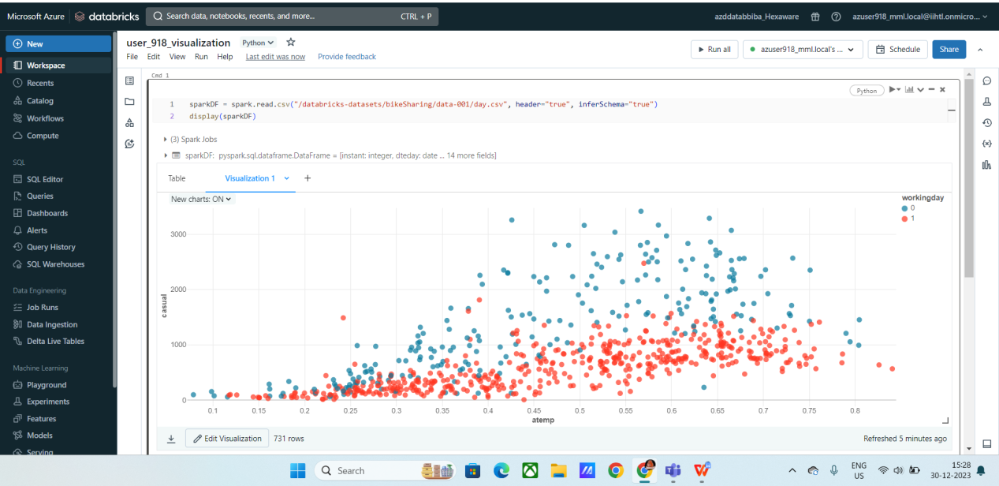 Microsoft Azure databricks Search data, notebooks, recents, and more... CTRL + P azddatabbiba_Hexaware azuser918_mml.local@iihtl.onmicro...
New
Workspace
Recents
Catalog
Workflows
Compute
SQL
SQL Editor
Queries
Dashboards
Alerts
Query History
SQL Warehouses
Data Engineering
Job Runs
Data Ingestion
Delta Live Tables
Machine Learning
Playground
Experiments
Features
Models
Serving
user_918_visualization Python
File Edit View Run Help Last edit was now Provide feedback
Run all azuser918_mml.local's ... Schedule Share
Cmd 1
Python
1 sparkDF = spark.read.csv("/databricks-datasets/bikeSharing/data-001/day.csv", header="true", inferSchema="true")
2 display(sparkDF)
(3) Spark Jobs
sparkDF: pyspark.sql.dataframe.DataFrame = [instant: integer, dteday: date ... 14 more fields]
Table Visualization 1 +
New charts: ON
workingday
0
1
3000
2000
1000
0
casual
0.1 0.15 0.2 0.25 0.3 0.35 0.4 0.45 0.5 0.55 0.6 0.65 0.7 0.75 0.8
atemp
Edit Visualization 731 rows Refreshed 5 minutes ago
Search
ENG
US
15:28
30-12-2023